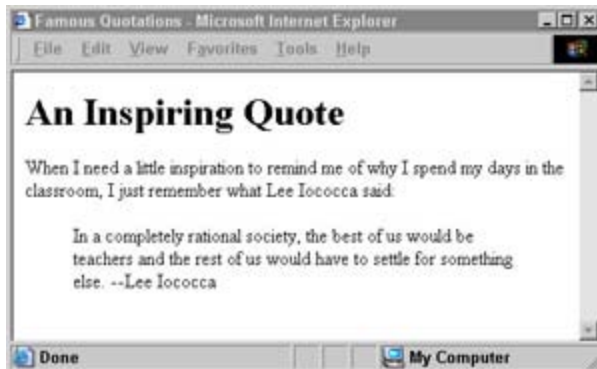 Famous Quotations - Microsoft Internet Explorer
File Edit View Favorites Tools Help
An Inspiring Quote
When I need a little inspiration to remind me of why I spend my days in the
classroom, I just remember what Lee Iococca said:
In a completely rational society, the best of us would be
teachers and the rest of us would have to settle for something
else. --Lee Iococca
Done My Computer